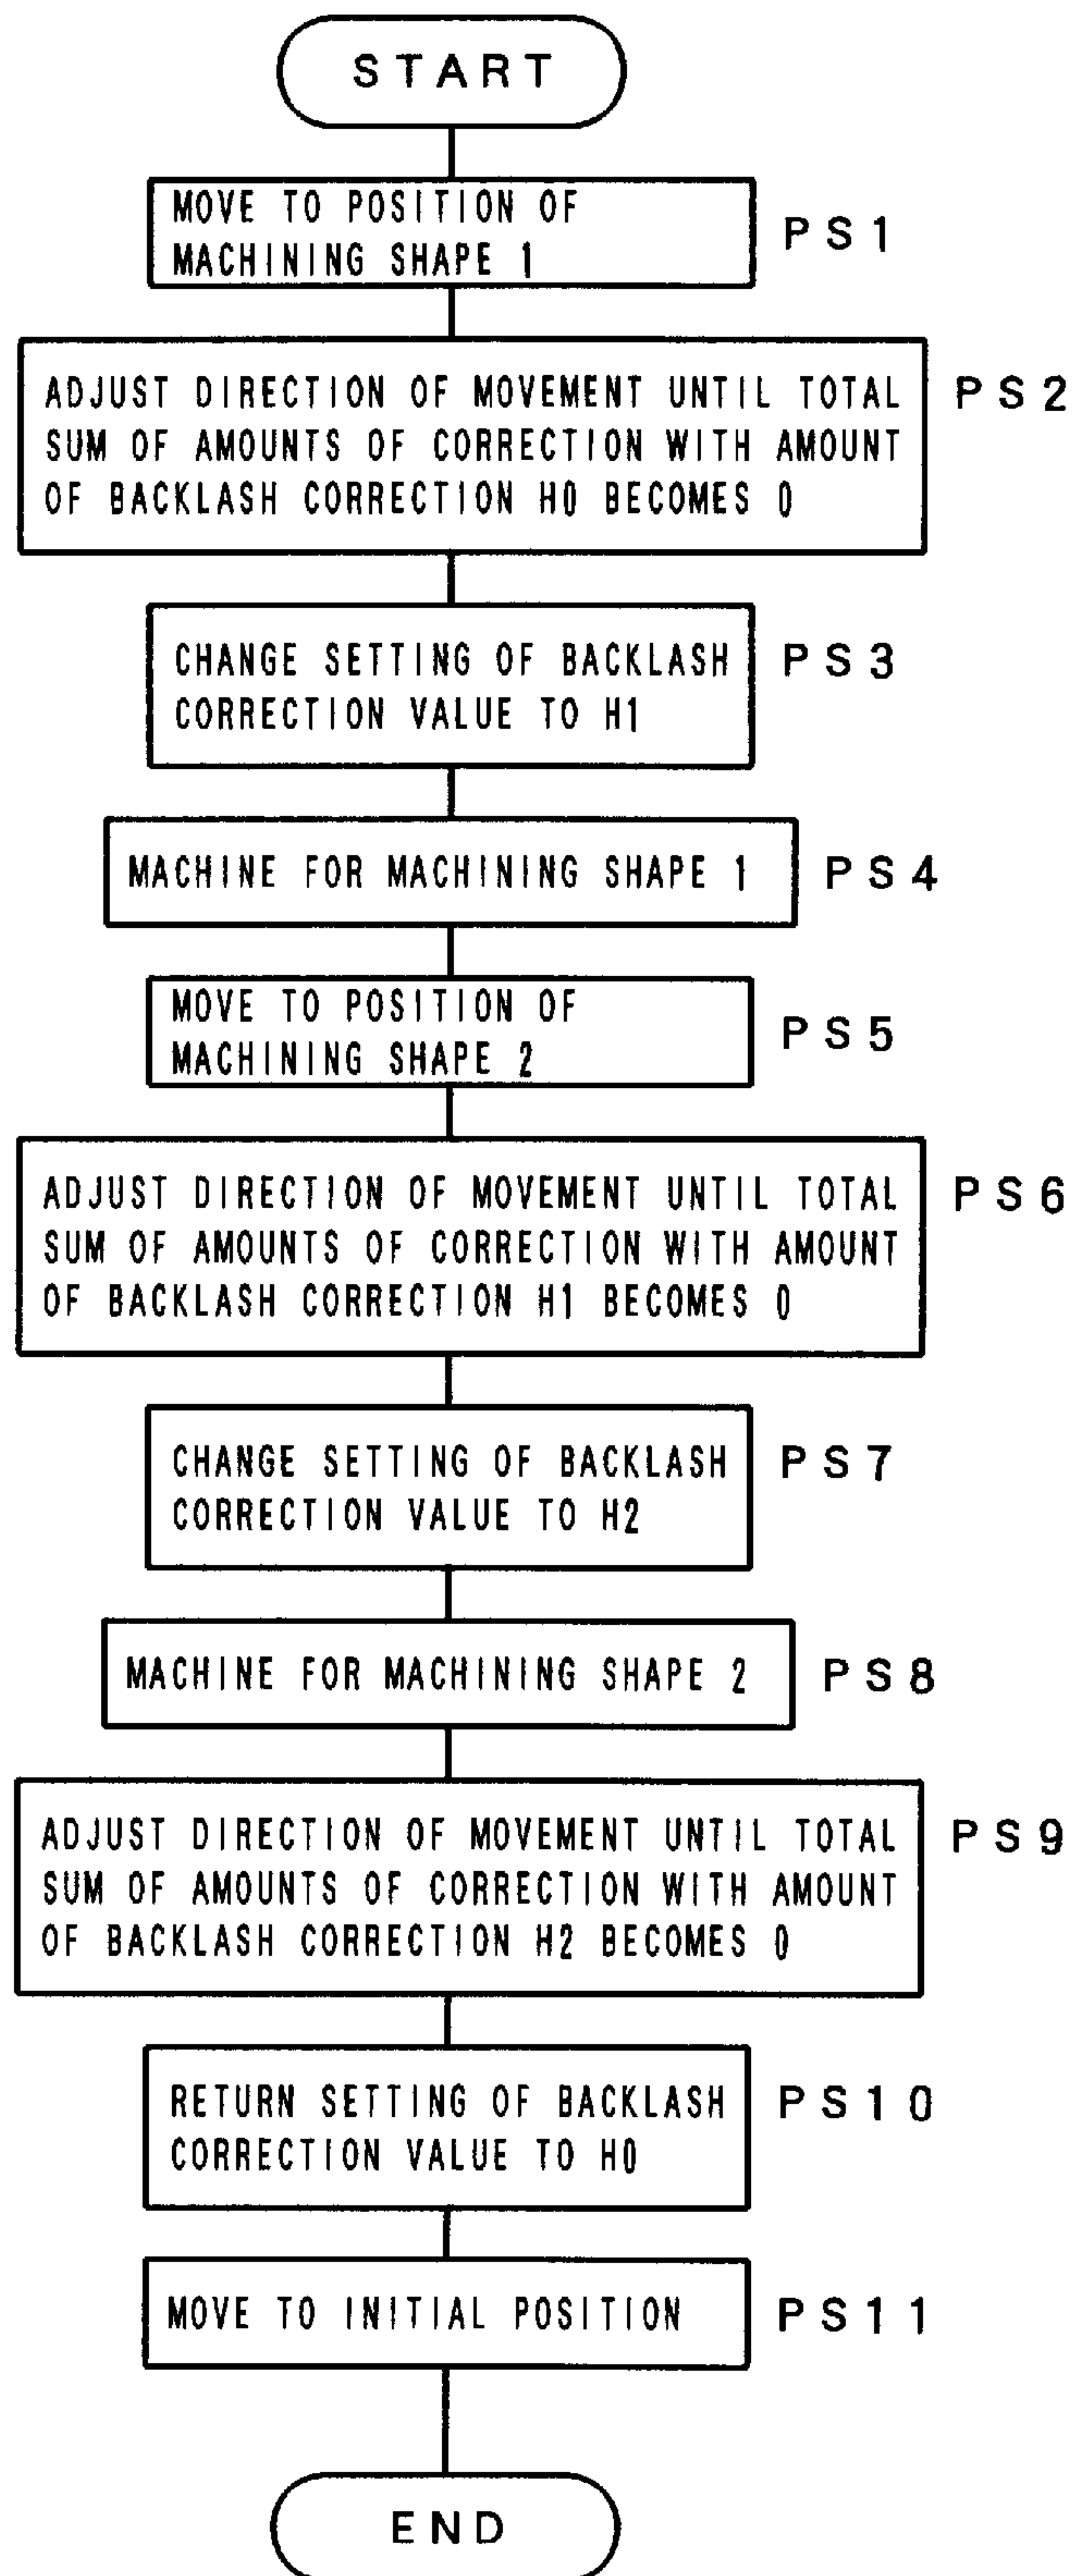 START
MOVE TO POSITION OF
MACHINING SHAPE 1
PS1
ADJUST DIRECTION OF MOVEMENT UNTIL TOTAL
SUM OF AMOUNTS OF CORRECTION WITH AMOUNT
OF BACKLASH CORRECTION H0 BECOMES 0
PS2
CHANGE SETTING OF BACKLASH
CORRECTION VALUE TO H1
PS3
MACHINE FOR MACHINING SHAPE 1
PS4
MOVE TO POSITION OF
MACHINING SHAPE 2
PS5
ADJUST DIRECTION OF MOVEMENT UNTIL TOTAL
SUM OF AMOUNTS OF CORRECTION WITH AMOUNT
OF BACKLASH CORRECTION H1 BECOMES 0
PS6
CHANGE SETTING OF BACKLASH
CORRECTION VALUE TO H2
PS7
MACHINE FOR MACHINING SHAPE 2
PS8
ADJUST DIRECTION OF MOVEMENT UNTIL TOTAL
SUM OF AMOUNTS OF CORRECTION WITH AMOUNT
OF BACKLASH CORRECTION H2 BECOMES 0
PS9
RETURN SETTING OF BACKLASH
CORRECTION VALUE TO H0
PS10
MOVE TO INITIAL POSITION
PS11
END